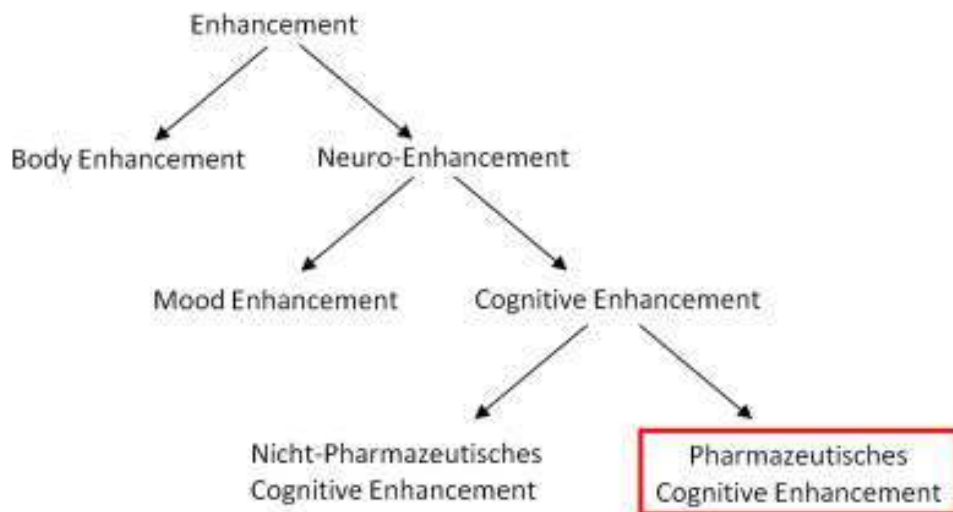 Enhancement
Body Enhancement
Neuro-Enhancement
Mood Enhancement
Cognitive Enhancement
Nicht-Pharmazeutisches
Cognitive Enhancement
Pharmazeutisches
Cognitive Enhancement